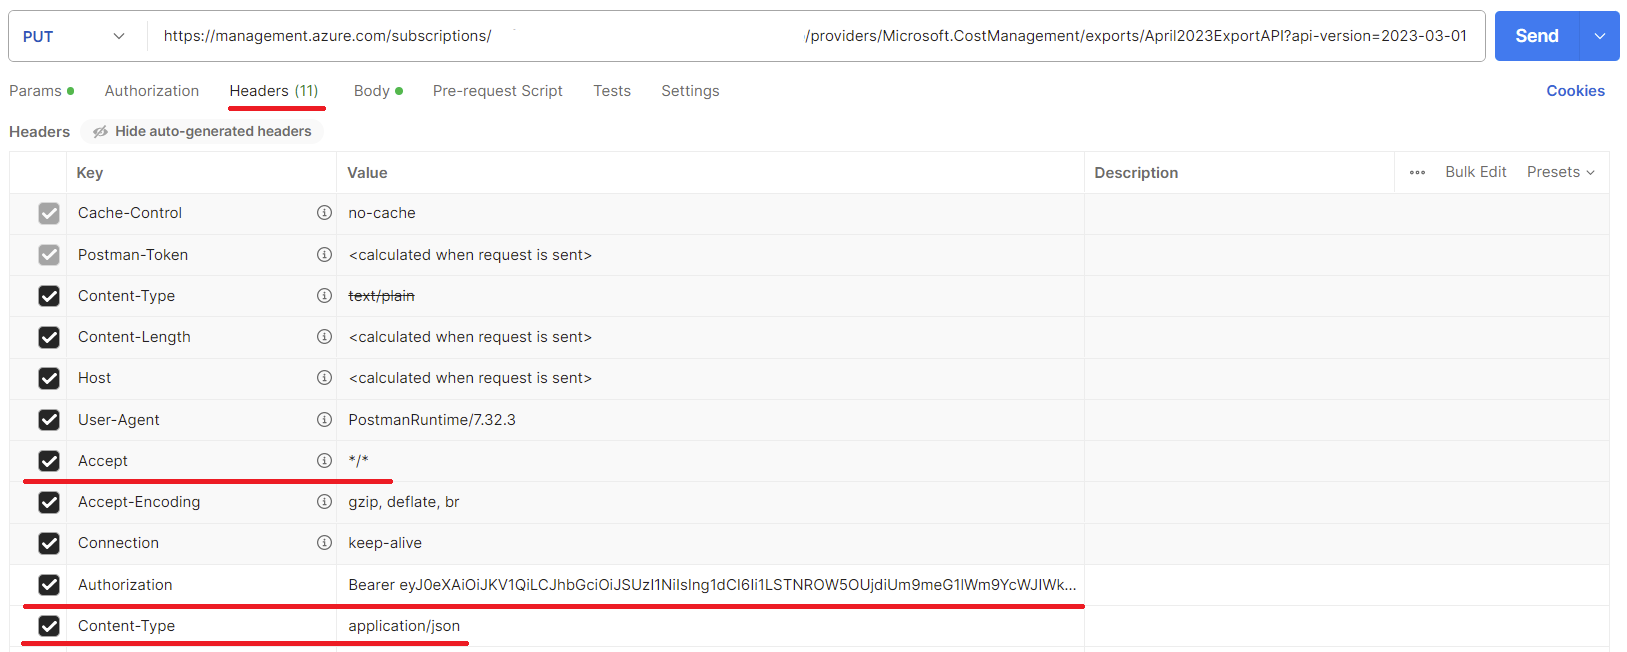 PUT https://management.azure.com/subscriptions/ /providers/Microsoft.CostManagement/exports/April2023ExportAPI?api-version=2023-03-01 Send
Params Authorization Headers (11) Body Pre-request Script Tests Settings Cookies
Headers Hide auto-generated headers
Key Value Description ••• Bulk Edit Presets
Cache-Control no-cache
Postman-Token <calculated when request is sent>
Content-Type text/plain
Content-Length <calculated when request is sent>
Host <calculated when request is sent>
User-Agent PostmanRuntime/7.32.3
Accept */*
Accept-Encoding gzip, deflate, br
Connection keep-alive
Authorization Bearer eyJ0eXAiOiJKV1QiLCJhbGciOiJSUzI1NiIsIng1dCI6Ii1LSTNROW5OUjdiUm9meG1lWm9YcWJIWk...
Content-Type application/json